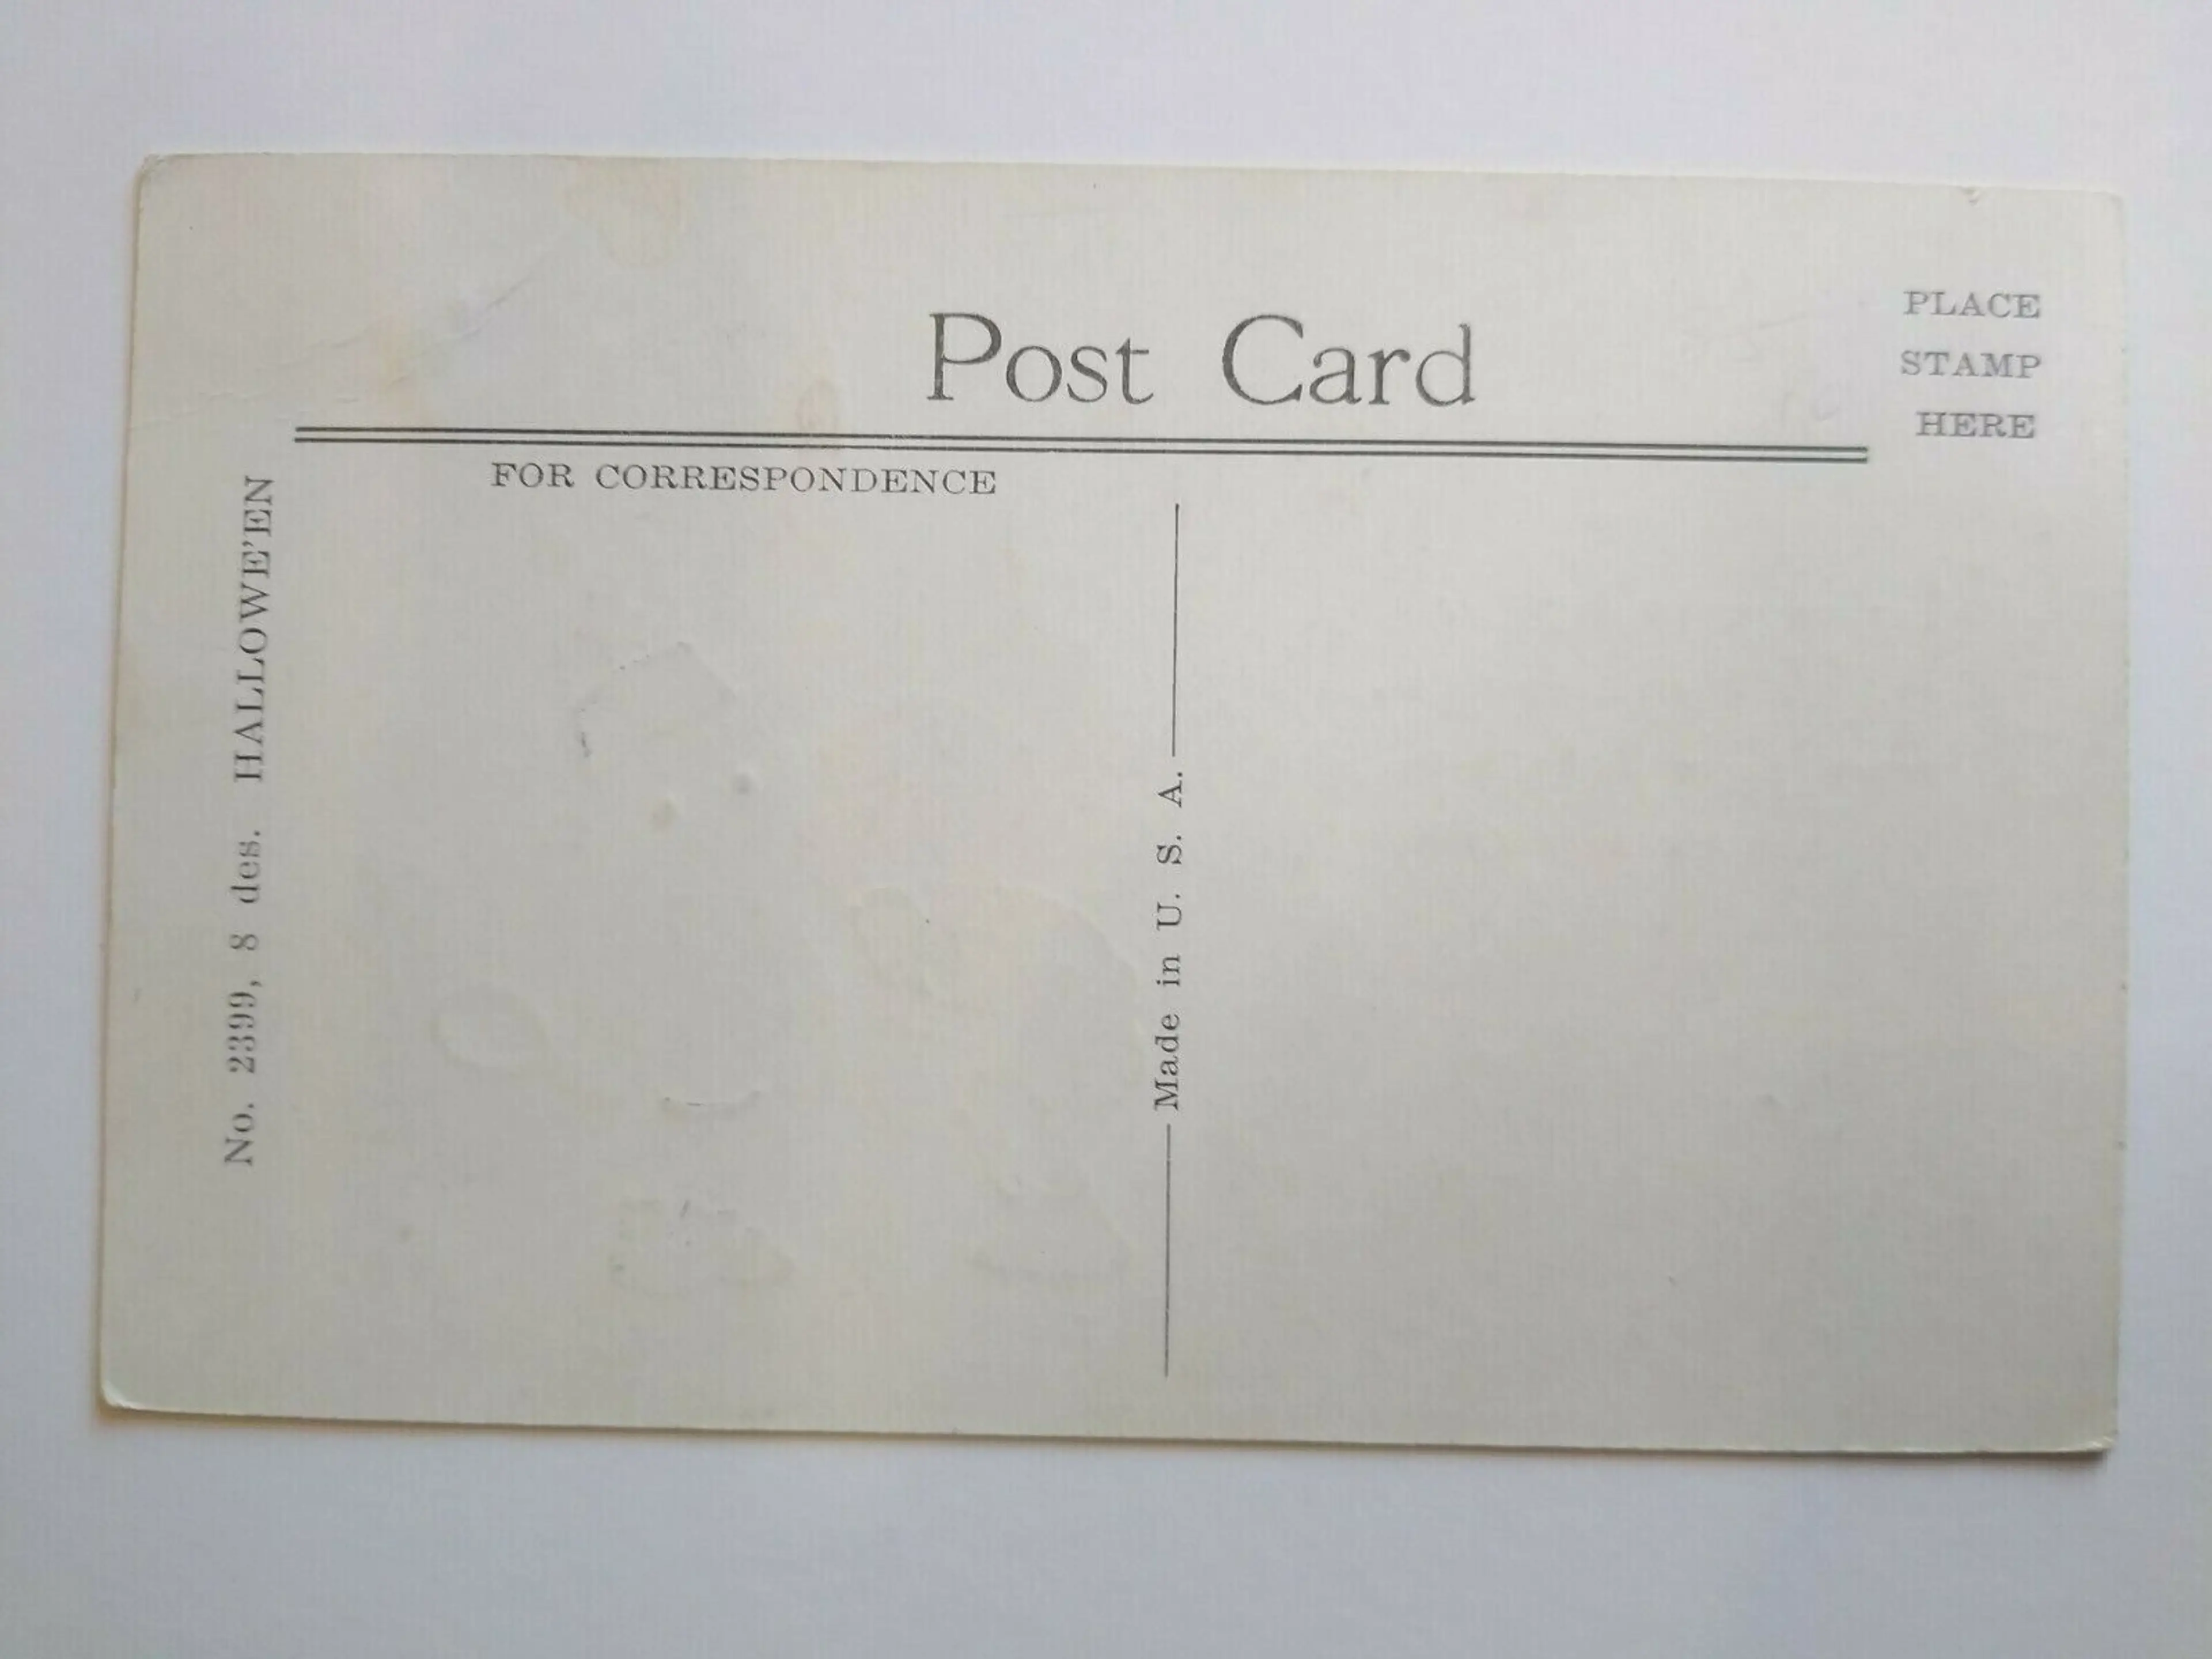 Post Card
PLACE
STAMP
HERE
FOR CORRESPONDENCE
No. 2399, 8 des. HALLOWE'EN
Made in U. S. A.